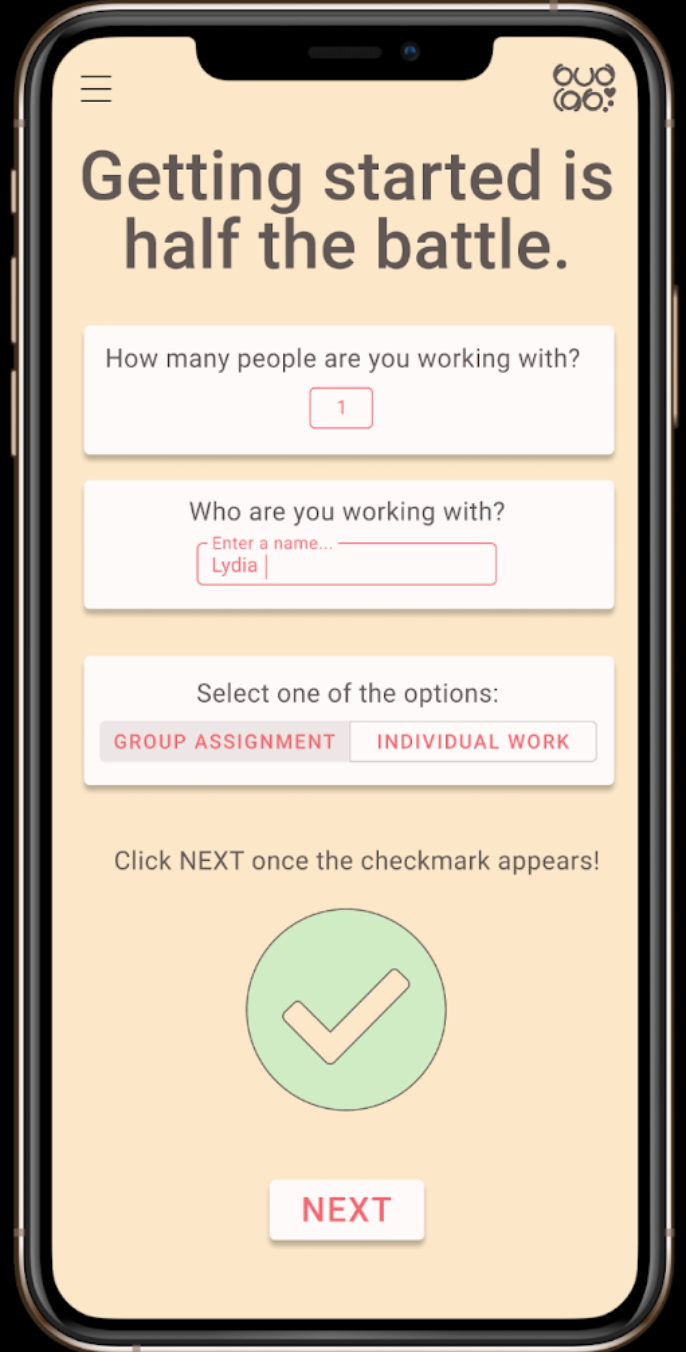 Getting started is
half the battle.
How many people are you working with?
1
Who are you working with?
Enter a name...
Lydia
Select one of the options:
GROUP ASSIGNMENT INDIVIDUAL WORK
Click NEXT once the checkmark appears!
NEXT